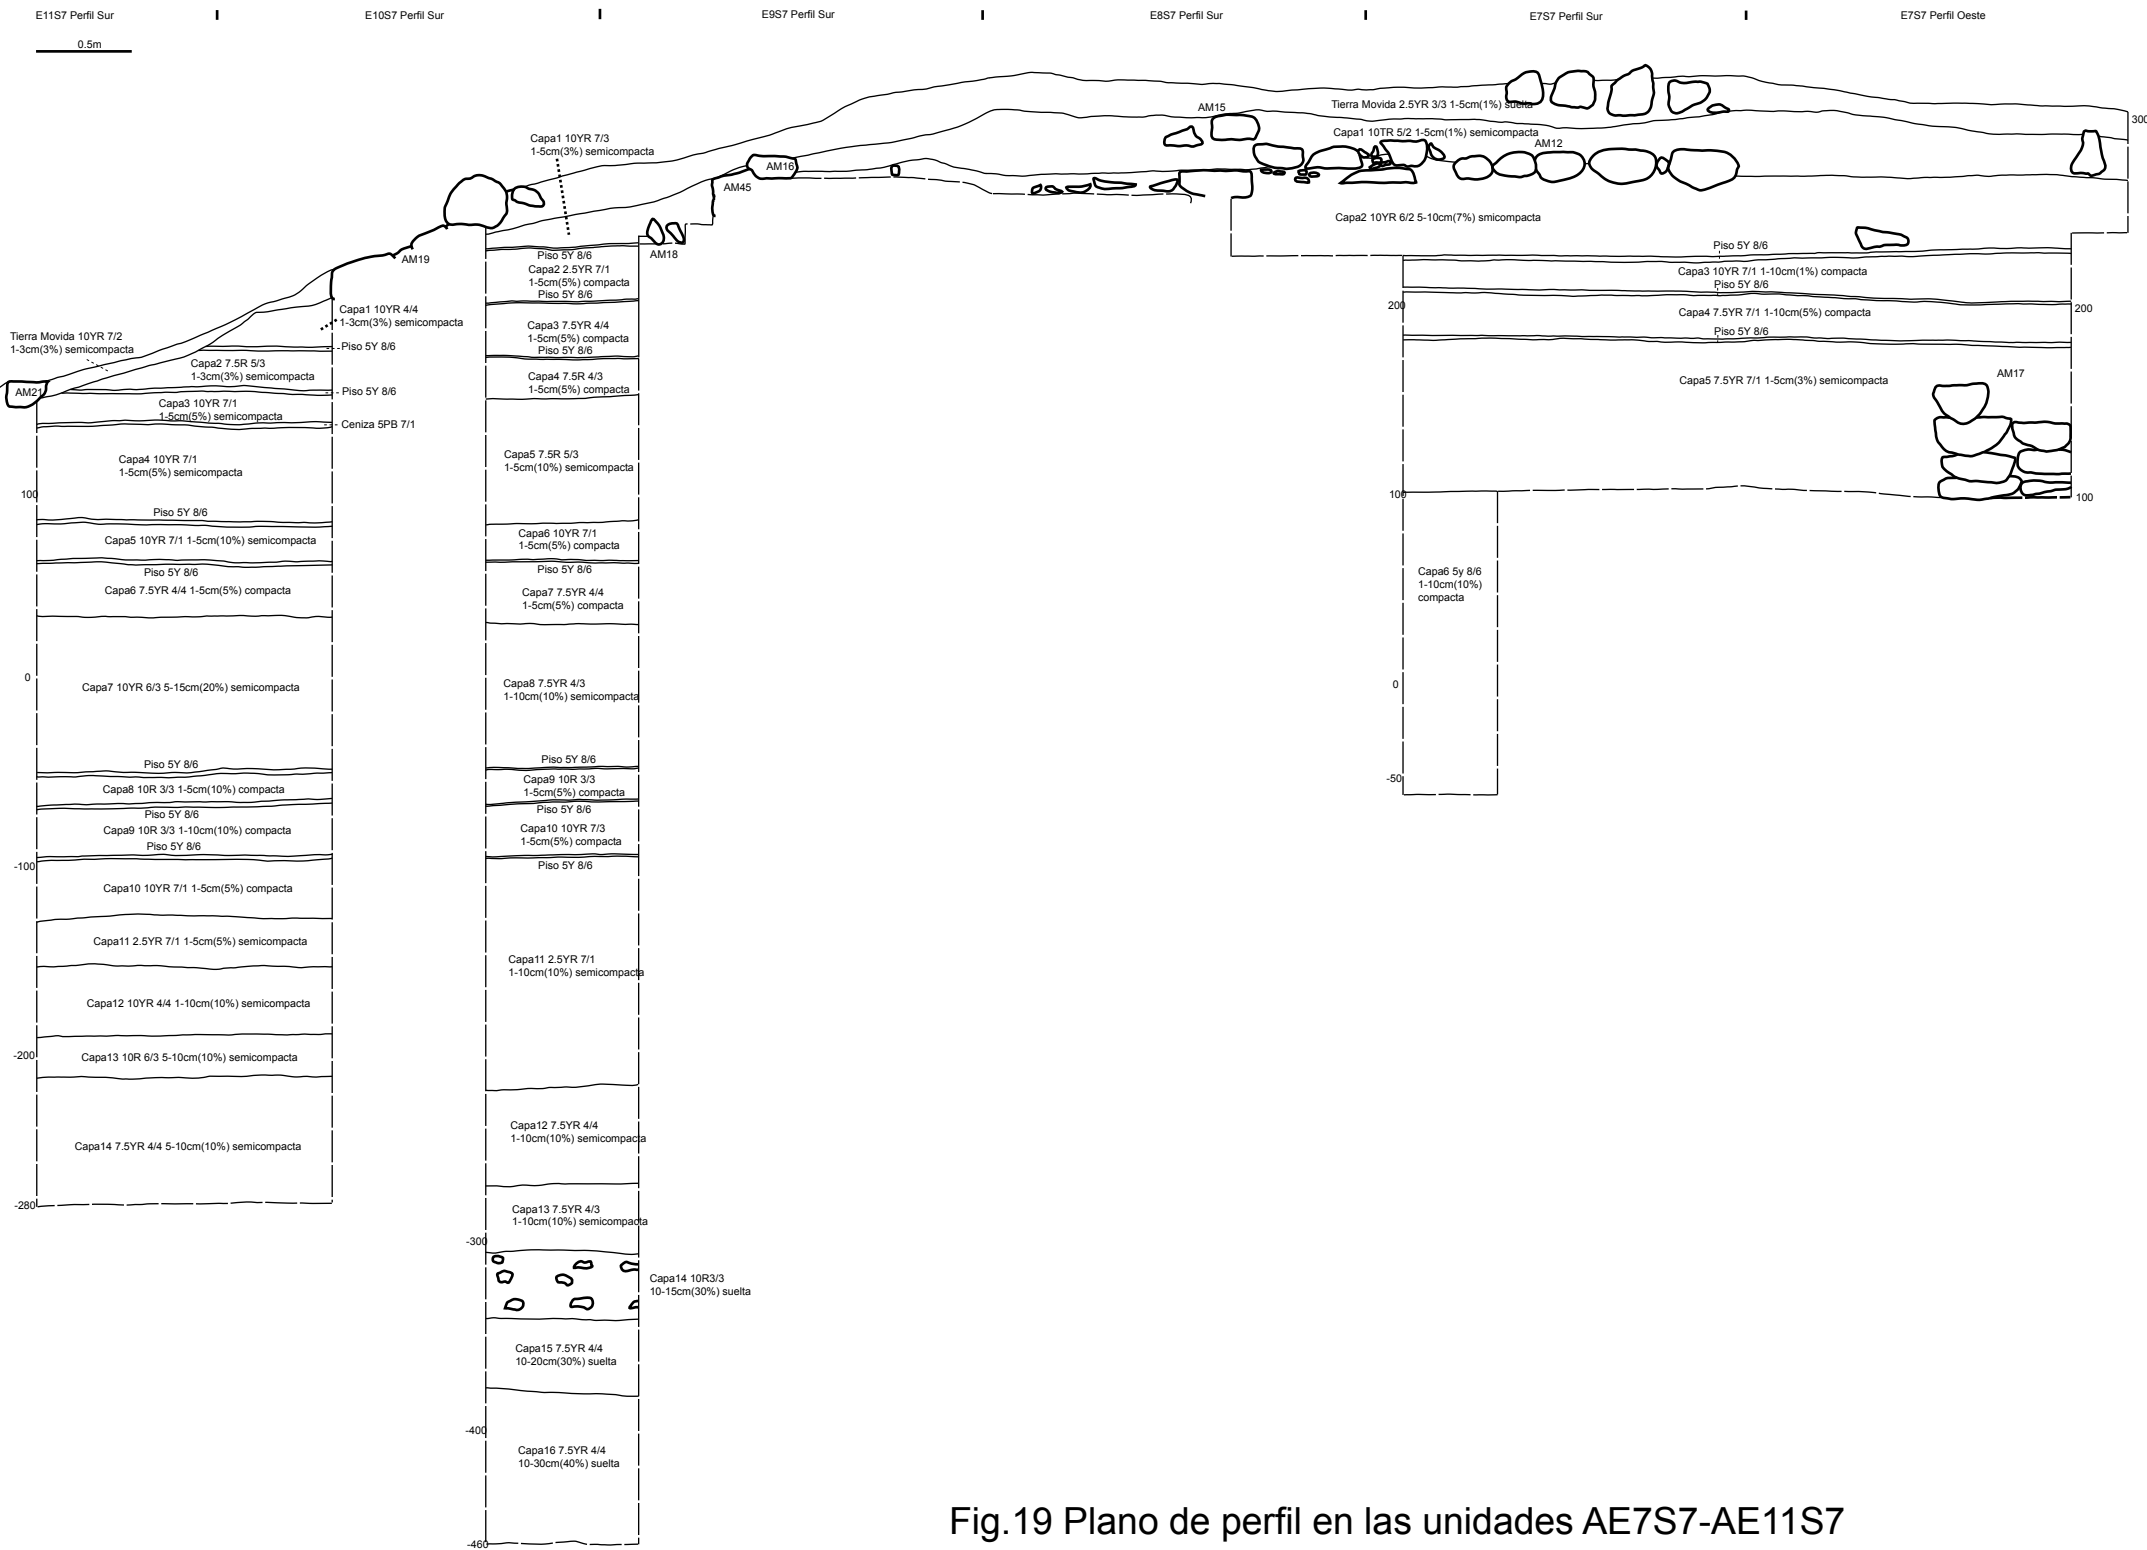 E11S7 Perfil Sur
E10S7 Perfil Sur
E9S7 Perfil Sur
E8S7 Perfil Sur
E7S7 Perfil Sur
E7S7 Perfil Oeste
0.5m
Tierra Movida 10YR 7/2
1-3cm(3%) semicompacta
AM21
AM19
Capa1 10YR 4/4
1-3cm(3%) semicompacta
Piso 5Y 8/6
Capa2 7.5R 5/3
1-3cm(3%) semicompacta
Piso 5Y 8/6
Capa3 10YR 7/1
1-5cm(5%) semicompacta
Ceniza 5PB 7/1
Capa4 10YR 7/1
1-5cm(5%) semicompacta
100
Piso 5Y 8/6
Capa5 10YR 7/1 1-5cm(10%) semicompacta
Piso 5Y 8/6
Capa6 7.5YR 4/4 1-5cm(5%) compacta
0
Capa7 10YR 6/3 5-15cm(20%) semicompacta
Piso 5Y 8/6
Capa8 10R 3/3 1-5cm(10%) compacta
Piso 5Y 8/6
Capa9 10R 3/3 1-10cm(10%) compacta
Piso 5Y 8/6
-100
Capa10 10YR 7/1 1-5cm(5%) compacta
Capa11 2.5YR 7/1 1-5cm(5%) semicompacta
Capa12 10YR 4/4 1-10cm(10%) semicompacta
-200
Capa13 10R 6/3 5-10cm(10%) semicompacta
Capa14 7.5YR 4/4 5-10cm(10%) semicompacta
-280
Capa1 10YR 7/3
1-5cm(3%) semicompacta
AM16
AM45
AM18
Piso 5Y 8/6
Capa2 2.5YR 7/1
1-5cm(5%) compacta
Piso 5Y 8/6
Capa3 7.5YR 4/4
1-5cm(5%) compacta
Piso 5Y 8/6
Capa4 7.5R 4/3
1-5cm(5%) compacta
Capa5 7.5R 5/3
1-5cm(10%) semicompacta
Capa6 10YR 7/1
1-5cm(5%) compacta
Piso 5Y 8/6
Capa7 7.5YR 4/4
1-5cm(5%) compacta
Capa8 7.5YR 4/3
1-10cm(10%) semicompacta
Piso 5Y 8/6
Capa9 10R 3/3
1-5cm(5%) compacta
Piso 5Y 8/6
Capa10 10YR 7/3
1-5cm(5%) compacta
Piso 5Y 8/6
Capa11 2.5YR 7/1
1-10cm(10%) semicompacta
Capa12 7.5YR 4/4
1-10cm(10%) semicompacta
Capa13 7.5YR 4/3
1-10cm(10%) semicompacta
-300
Capa14 10R3/3
10-15cm(30%) suelta
Capa15 7.5YR 4/4
10-20cm(30%) suelta
-400
Capa16 7.5YR 4/4
10-30cm(40%) suelta
-460
AM15
Tierra Movida 2.5YR 3/3 1-5cm(1%) suelta
300
Capa1 10TR 5/2 1-5cm(1%) semicompacta
AM12
Capa2 10YR 6/2 5-10cm(7%) smicompacta
Piso 5Y 8/6
Capa3 10YR 7/1 1-10cm(1%) compacta
Piso 5Y 8/6
200
200
Capa4 7.5YR 7/1 1-10cm(5%) compacta
Piso 5Y 8/6
Capa5 7.5YR 7/1 1-5cm(3%) semicompacta
AM17
100
100
Capa6 5y 8/6
1-10cm(10%)
compacta
0
-50
Fig.19 Plano de perfil en las unidades AE7S7-AE11S7